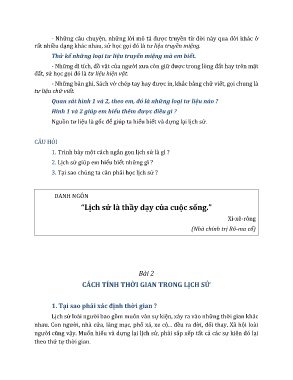 - Những câu chuyện, những lời mô tả được truyền từ đời này qua đời khác ở
rất nhiều dạng khác nhau, sử học gọi đó là tư liệu truyền miệng.
Thử kể những loại tư liệu truyền miệng mà em biết.
- Những di tích, đồ vật của người xưa còn giữ được trong lòng đất hay trên mặt
đất, sử học gọi đó là tư liệu hiện vật.
- Những bản ghi, Sách vở chép tay hay được in, khắc bằng chữ viết, gọi chung là
tư liệu chữ viết.
Quan sát hình 1 và 2, theo em, đó là những loại tư liệu nào ?
Hình 1 và 2 giúp em hiểu thêm được điều gì ?
Nguồn tư liệu là gốc để giúp ta hiểu biết và dựng lại lịch sử.
CÂU HỎI
1. Trình bày một cách ngắn gọn lịch sử là gì ?
2. Lịch sử giúp em hiểu biết những gì ?
3. Tại sao chúng ta cần phải học lịch sử ?
DANH NGÔN
“Lịch sử là thầy dạy của cuộc sống.”
Xi-xê-rông
(Nhà chính trị Rô-ma cổ)
Bài 2
CÁCH TÍNH THỜI GIAN TRONG LỊCH SỬ
1. Tại sao phải xác định thời gian ?
Lịch sử loài người bao gồm muôn vàn sự kiện, xảy ra vào những thời gian khác
nhau. Con người, nhà cửa, làng mạc, phố xá, xe cộ... đều ra đời, đổi thay. Xã hội loài
người cũng vậy. Muốn hiểu và dựng lại lịch sử, phải sắp xếp tất cả các sự kiện đó lại
theo thứ tự thời gian.